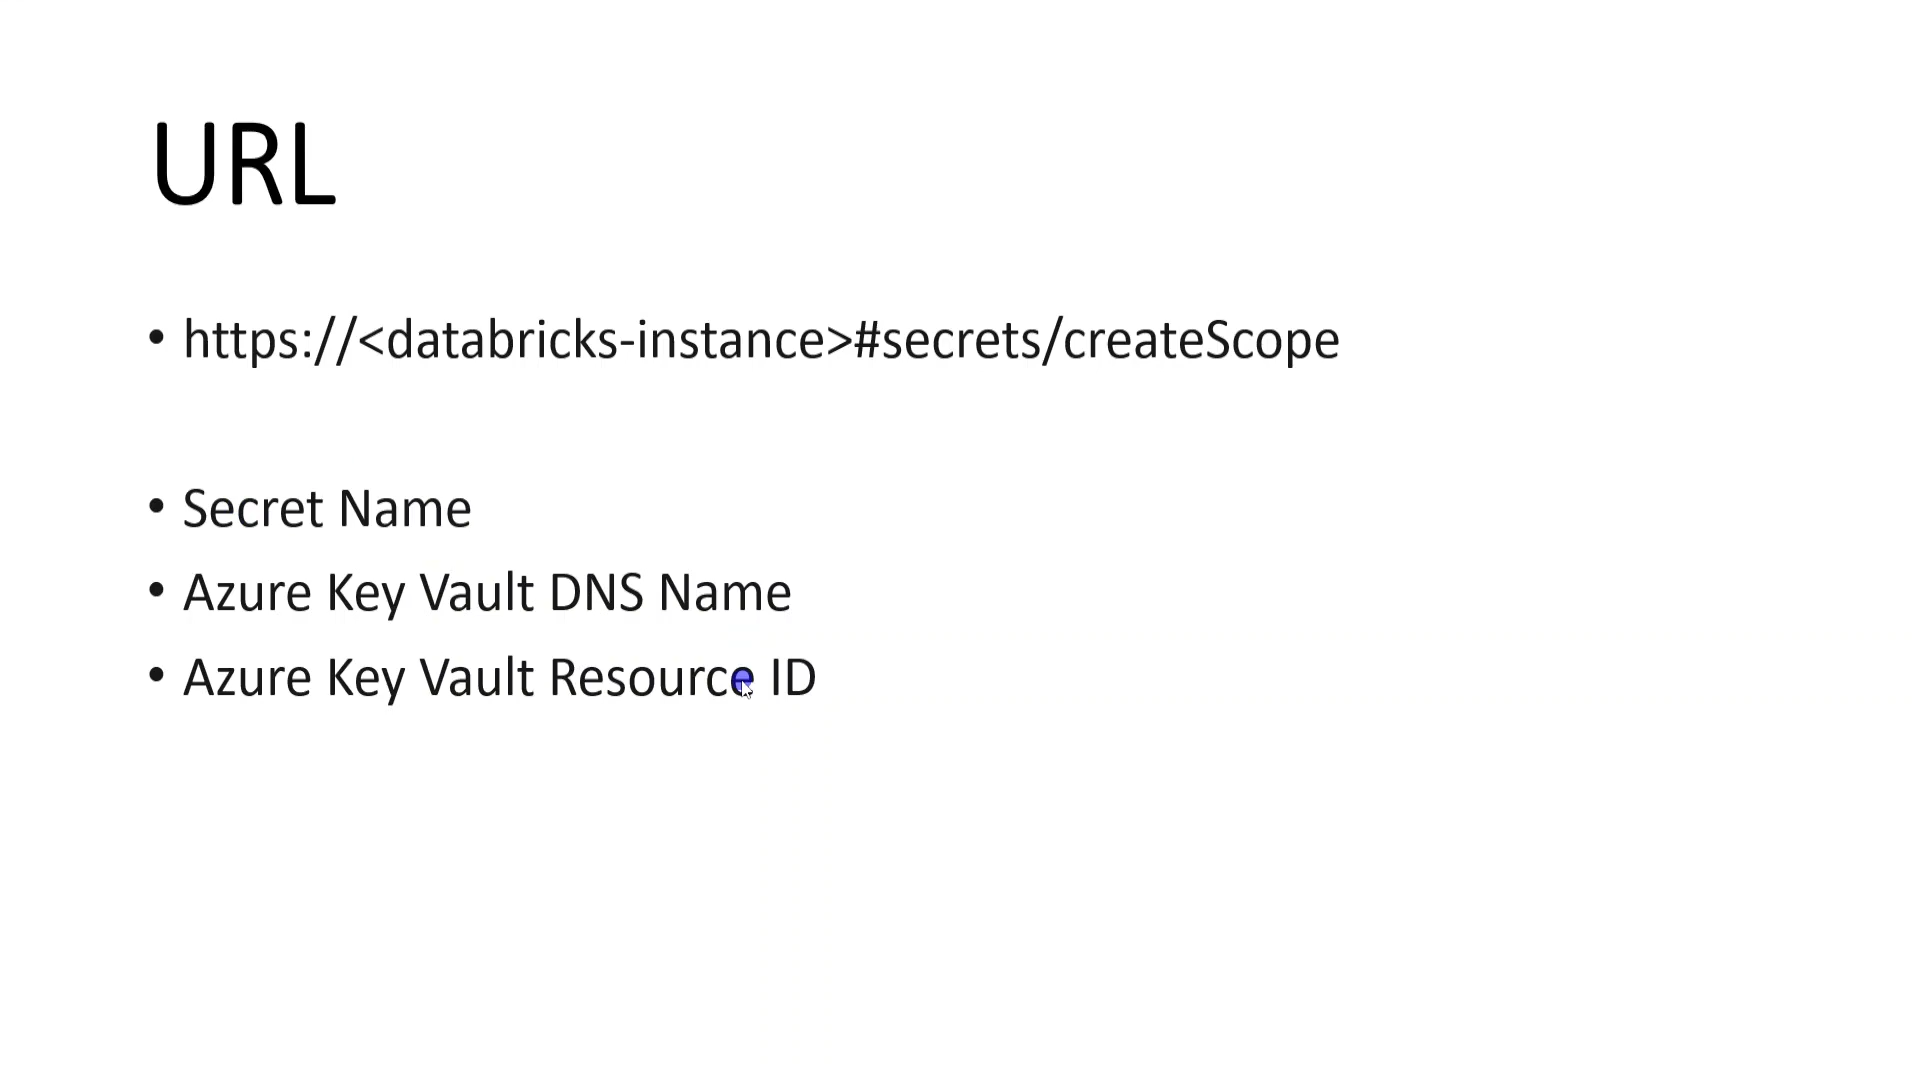 URL
• https://<databricks-instance>#secrets/createScope
• Secret Name
• Azure Key Vault DNS Name
• Azure Key Vault Resource ID